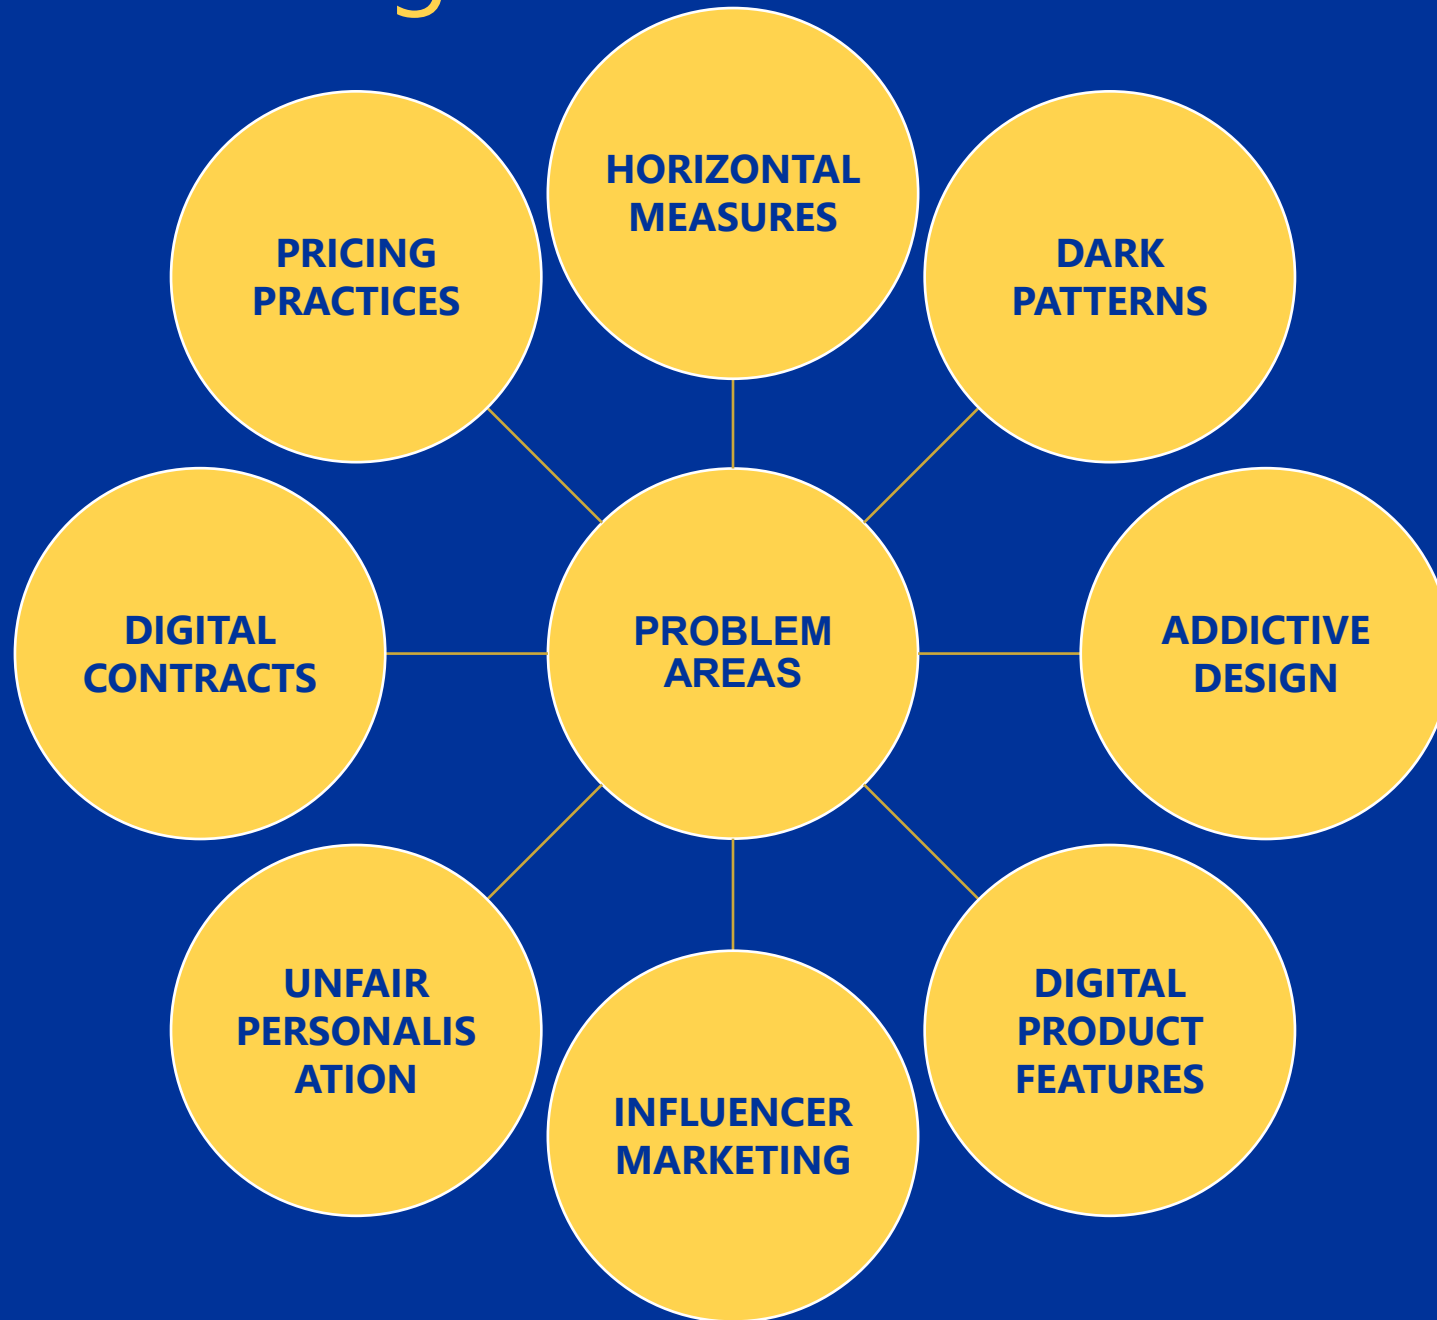 HORIZONTAL
MEASURES
PRICING
PRACTICES
DARK
PATTERNS
DIGITAL
CONTRACTS
PROBLEM
AREAS
ADDICTIVE
DESIGN
UNFAIR
PERSONALIS
ATION
DIGITAL
PRODUCT
FEATURES
INFLUENCER
MARKETING